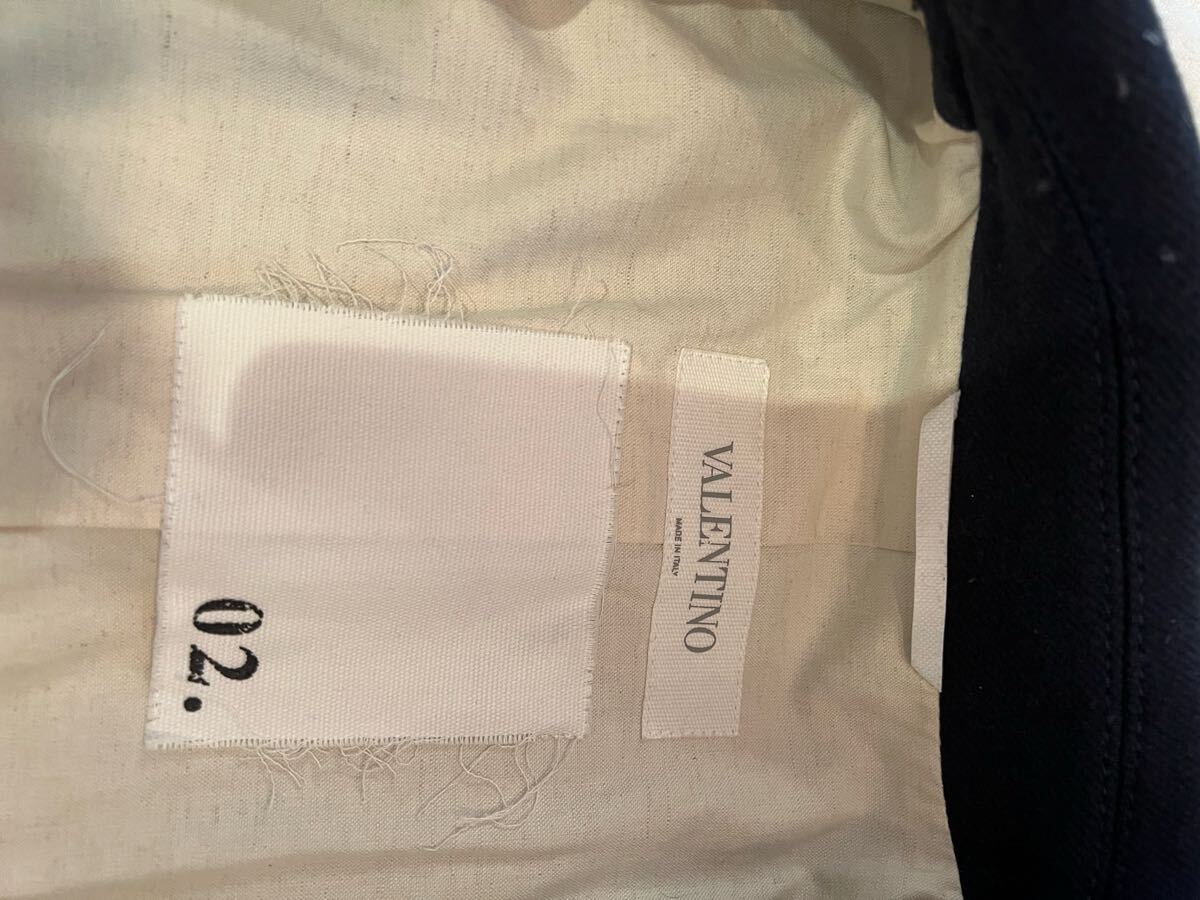 VALENTINO
MADE IN ITALY
02.